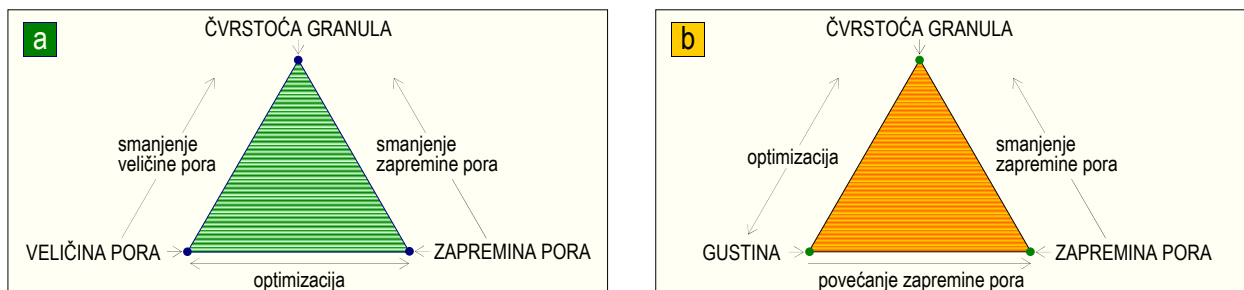 a
ČVRSTOĆA GRANULA
smanjenje
veličine pora
smanjenje
zapremine pora
VELIČINA PORA
ZAPREMINA PORA
optimizacija
b
ČVRSTOĆA GRANULA
optimizacija
smanjenje
zapremine pora
GUSTINA
ZAPREMINA PORA
povećanje zapremine pora